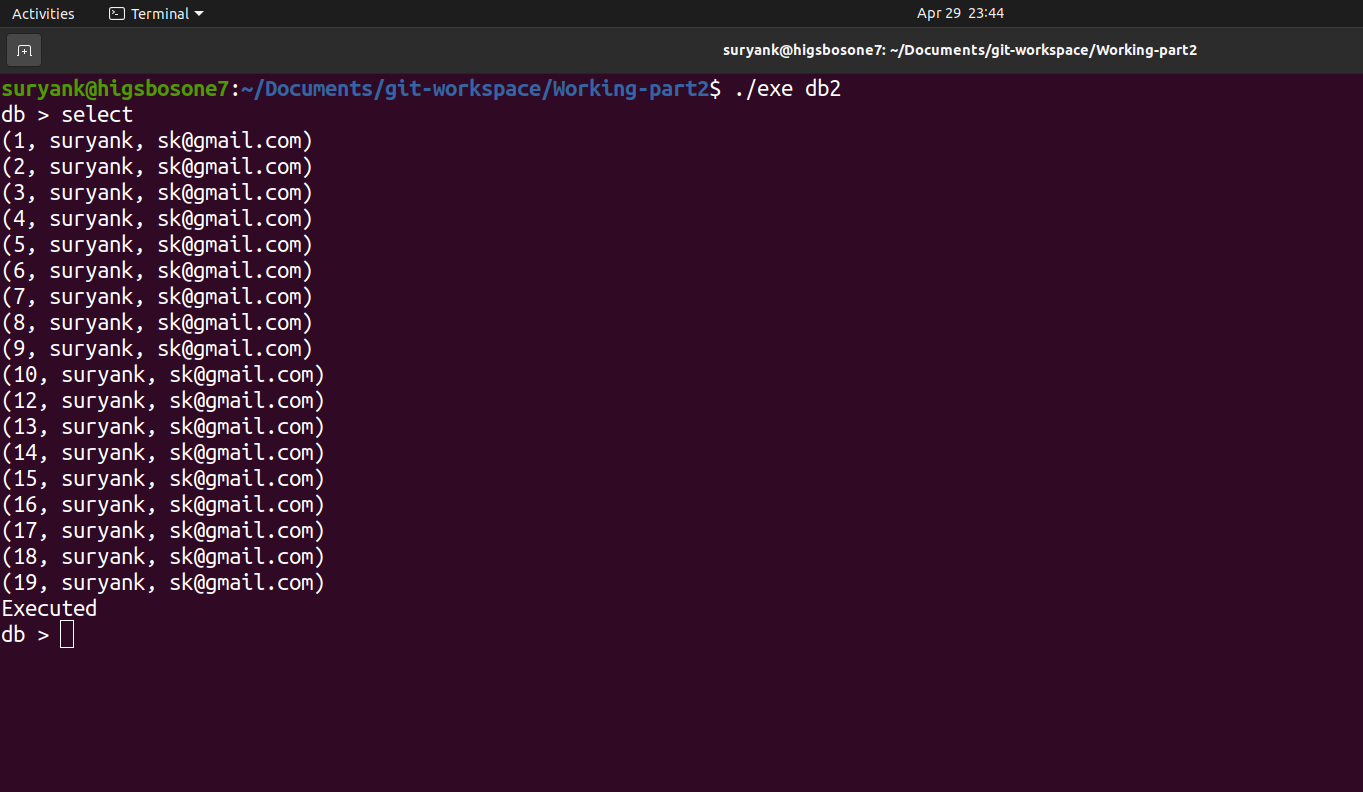 Activities Terminal Apr 29 23:44
suryank@higsbosone7: ~/Documents/git-workspace/Working-part2
suryank@higsbosone7:~/Documents/git-workspace/Working-part2$ ./exe db2
db > select
(1, suryank, sk@gmail.com)
(2, suryank, sk@gmail.com)
(3, suryank, sk@gmail.com)
(4, suryank, sk@gmail.com)
(5, suryank, sk@gmail.com)
(6, suryank, sk@gmail.com)
(7, suryank, sk@gmail.com)
(8, suryank, sk@gmail.com)
(9, suryank, sk@gmail.com)
(10, suryank, sk@gmail.com)
(12, suryank, sk@gmail.com)
(13, suryank, sk@gmail.com)
(14, suryank, sk@gmail.com)
(15, suryank, sk@gmail.com)
(16, suryank, sk@gmail.com)
(17, suryank, sk@gmail.com)
(18, suryank, sk@gmail.com)
(19, suryank, sk@gmail.com)
Executed
db >